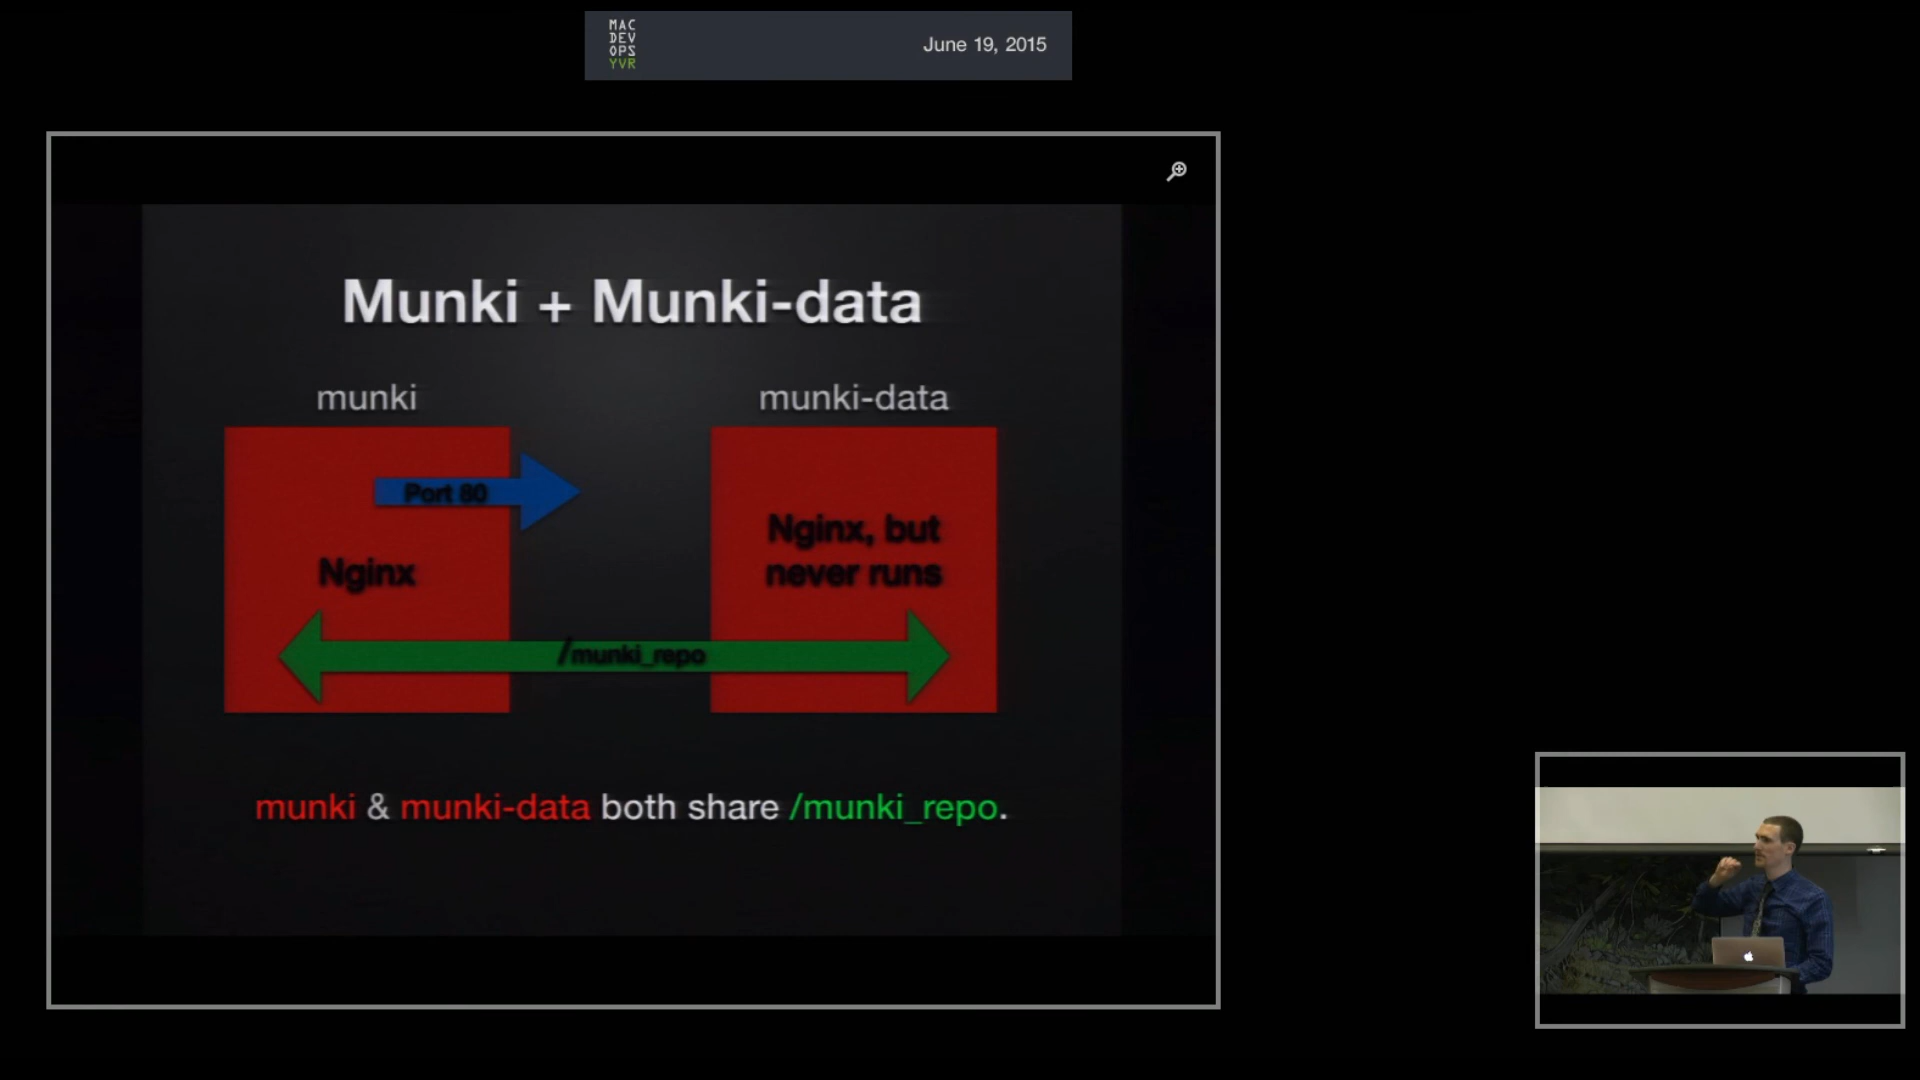 MAC
DEV
OPS
YVR
June 19, 2015
Munki + Munki-data
munki
munki-data
Port 80
Nginx
Nginx, but
never runs
/munki_repo
munki & munki-data both share /munki_repo.